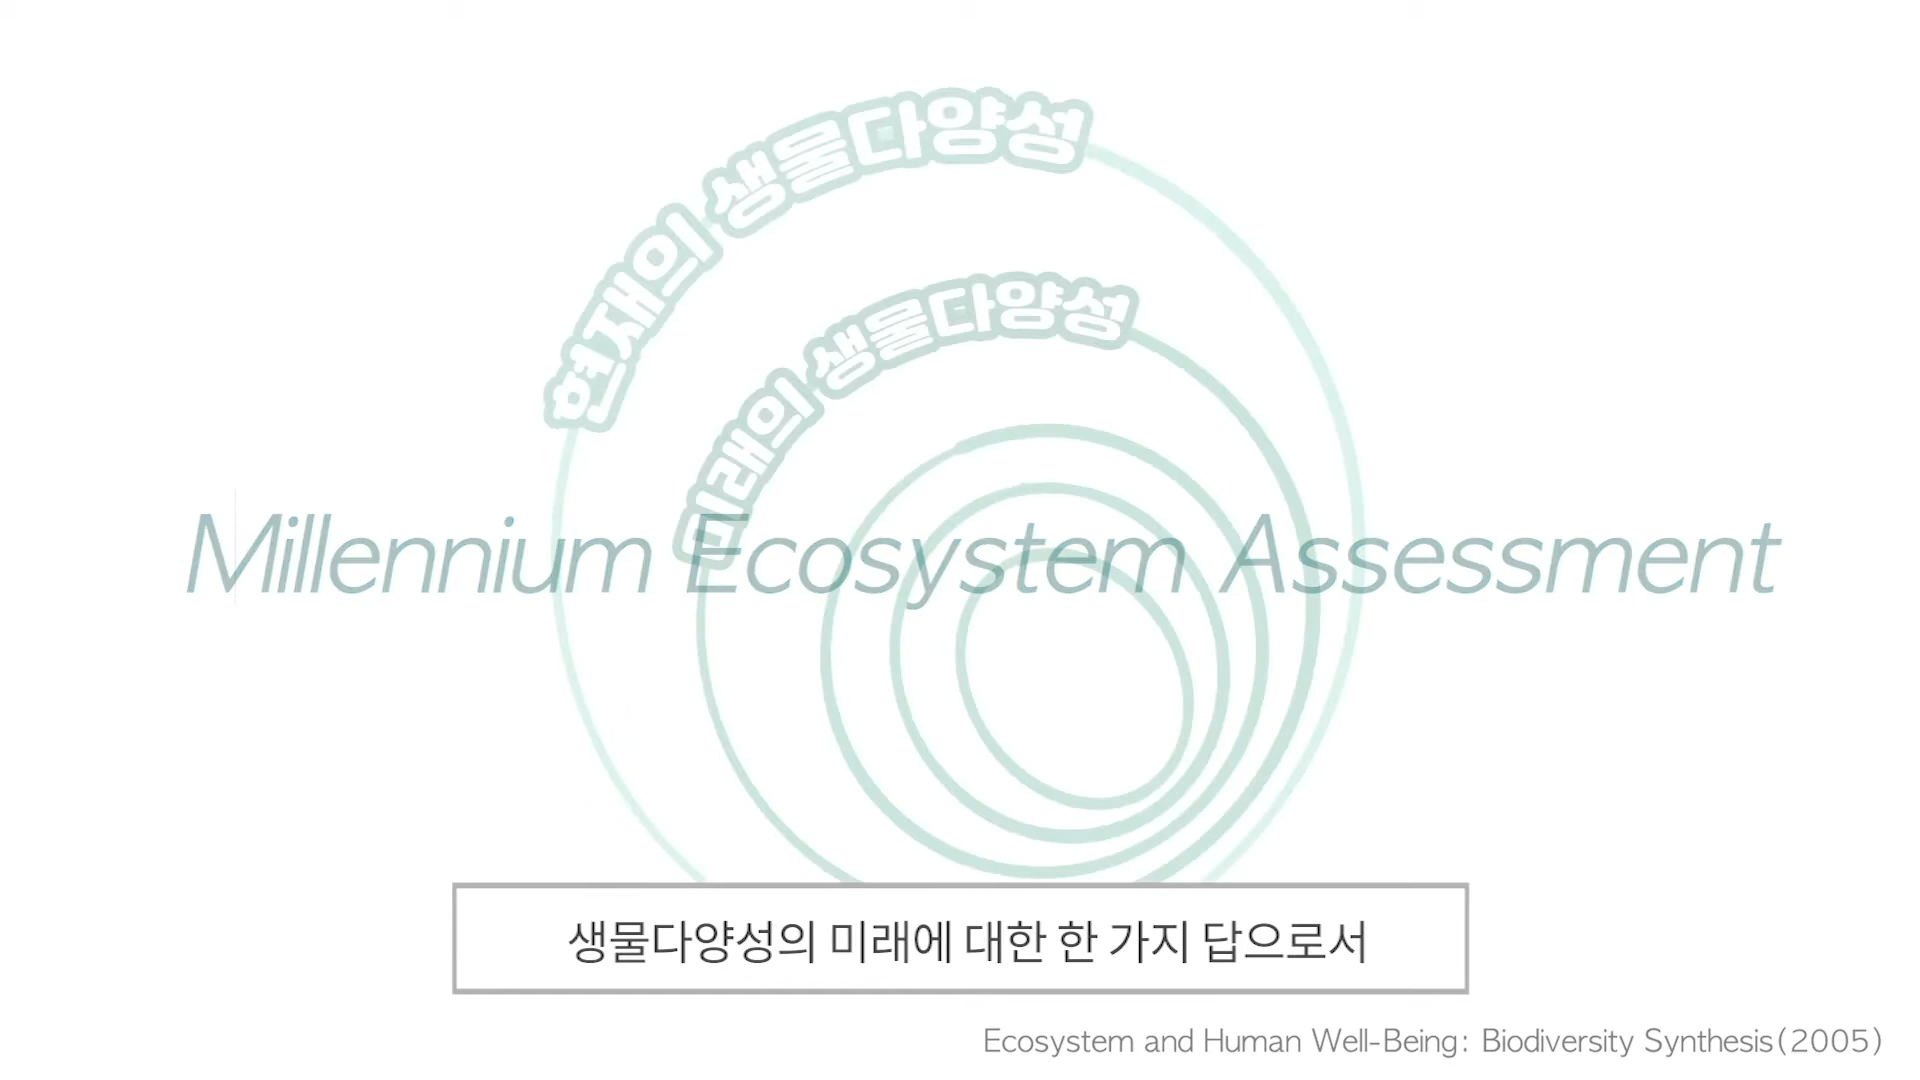 현재의 생물다양성
미래의 생물다양성
Millennium Ecosystem Assessment
생물다양성의 미래에 대한 한 가지 답으로서
Ecosystem and Human Well-Being: Biodiversity Synthesis(2005)